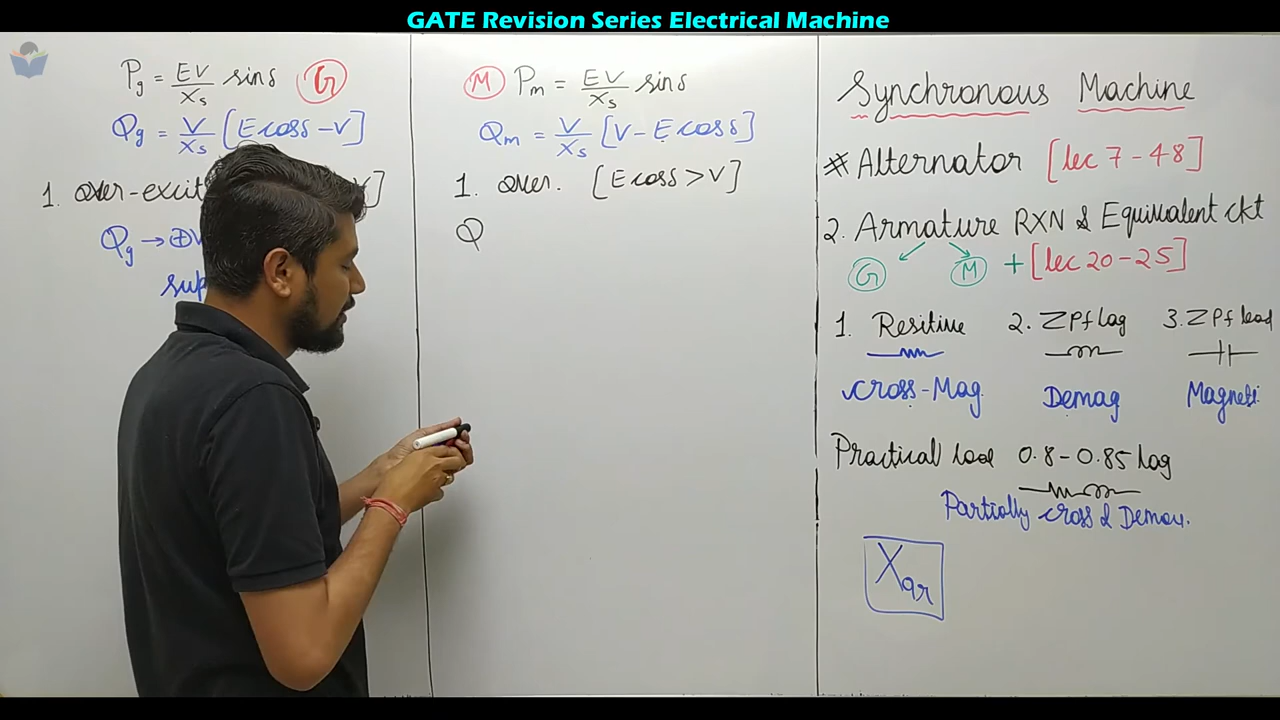 GATE Revision Series Electrical Machine
Pg = EV/Xs sinδ G
Qg = V/Xs [Ecosδ - V]
1. over-excit V]
Qg → ⊕V
sup
M Pm = EV/Xs sinδ
Qm = V/Xs [V - Ecosδ]
1. over. [Ecosδ > V]
Q
Synchronous Machine
* Alternator [lec 7 - 48]
2. Armature RXN & Equivalent ckt
G M + [lec 20 - 25]
1. Resitive 2. ZPf lag 3. ZPf lead
Cross-Mag. Demag Magneti.
Practical load 0.8 - 0.85 lag
Partially cross & Demag.
Xar